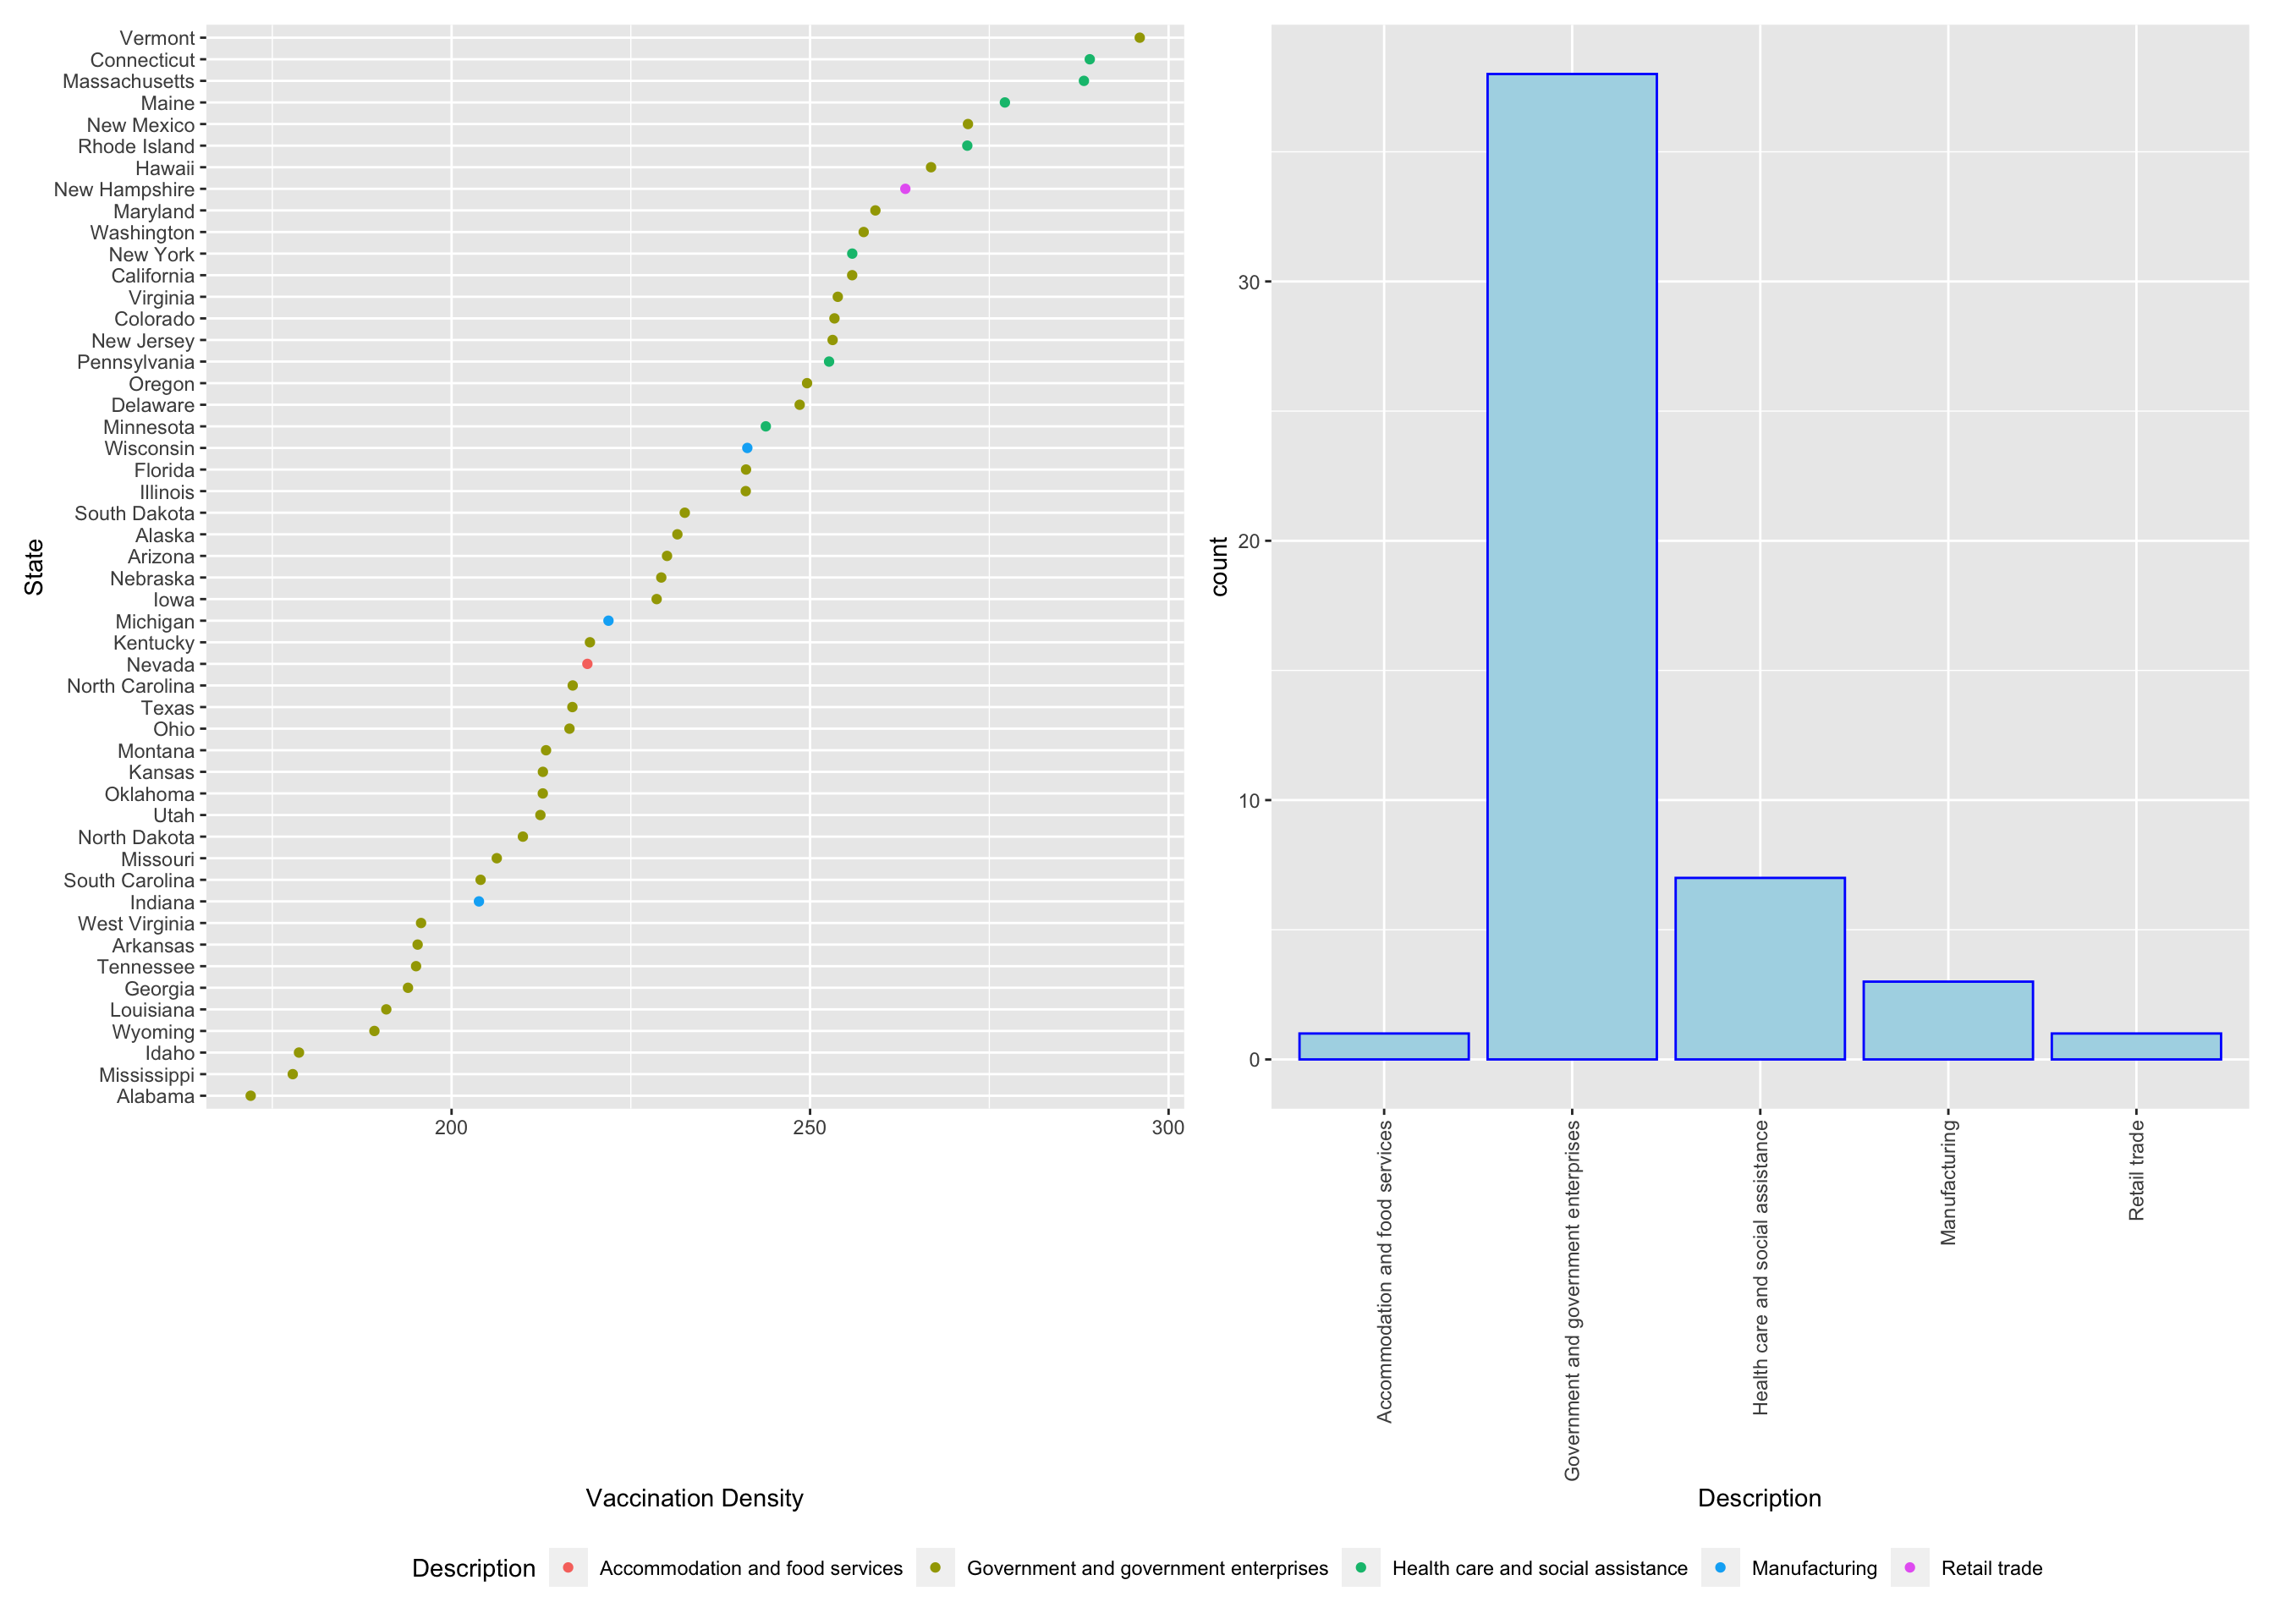 Vermont
Connecticut
Massachusetts
Maine
New Mexico
Rhode Island
Hawaii
New Hampshire
Maryland
Washington
New York
California
Virginia
Colorado
New Jersey
Pennsylvania
Oregon
Delaware
Minnesota
Wisconsin
Florida
Illinois
South Dakota
Alaska
Arizona
Nebraska
Iowa
Michigan
Kentucky
Nevada
North Carolina
Texas
Ohio
Montana
Kansas
Oklahoma
Utah
North Dakota
Missouri
South Carolina
Indiana
West Virginia
Arkansas
Tennessee
Georgia
Louisiana
Wyoming
Idaho
Mississippi
Alabama
State
200 250 300
Vaccination Density
count
30
20
10
0
Accommodation and food services
Government and government enterprises
Health care and social assistance
Manufacturing
Retail trade
Description
Description Accommodation and food services Government and government enterprises Health care and social assistance Manufacturing Retail trade